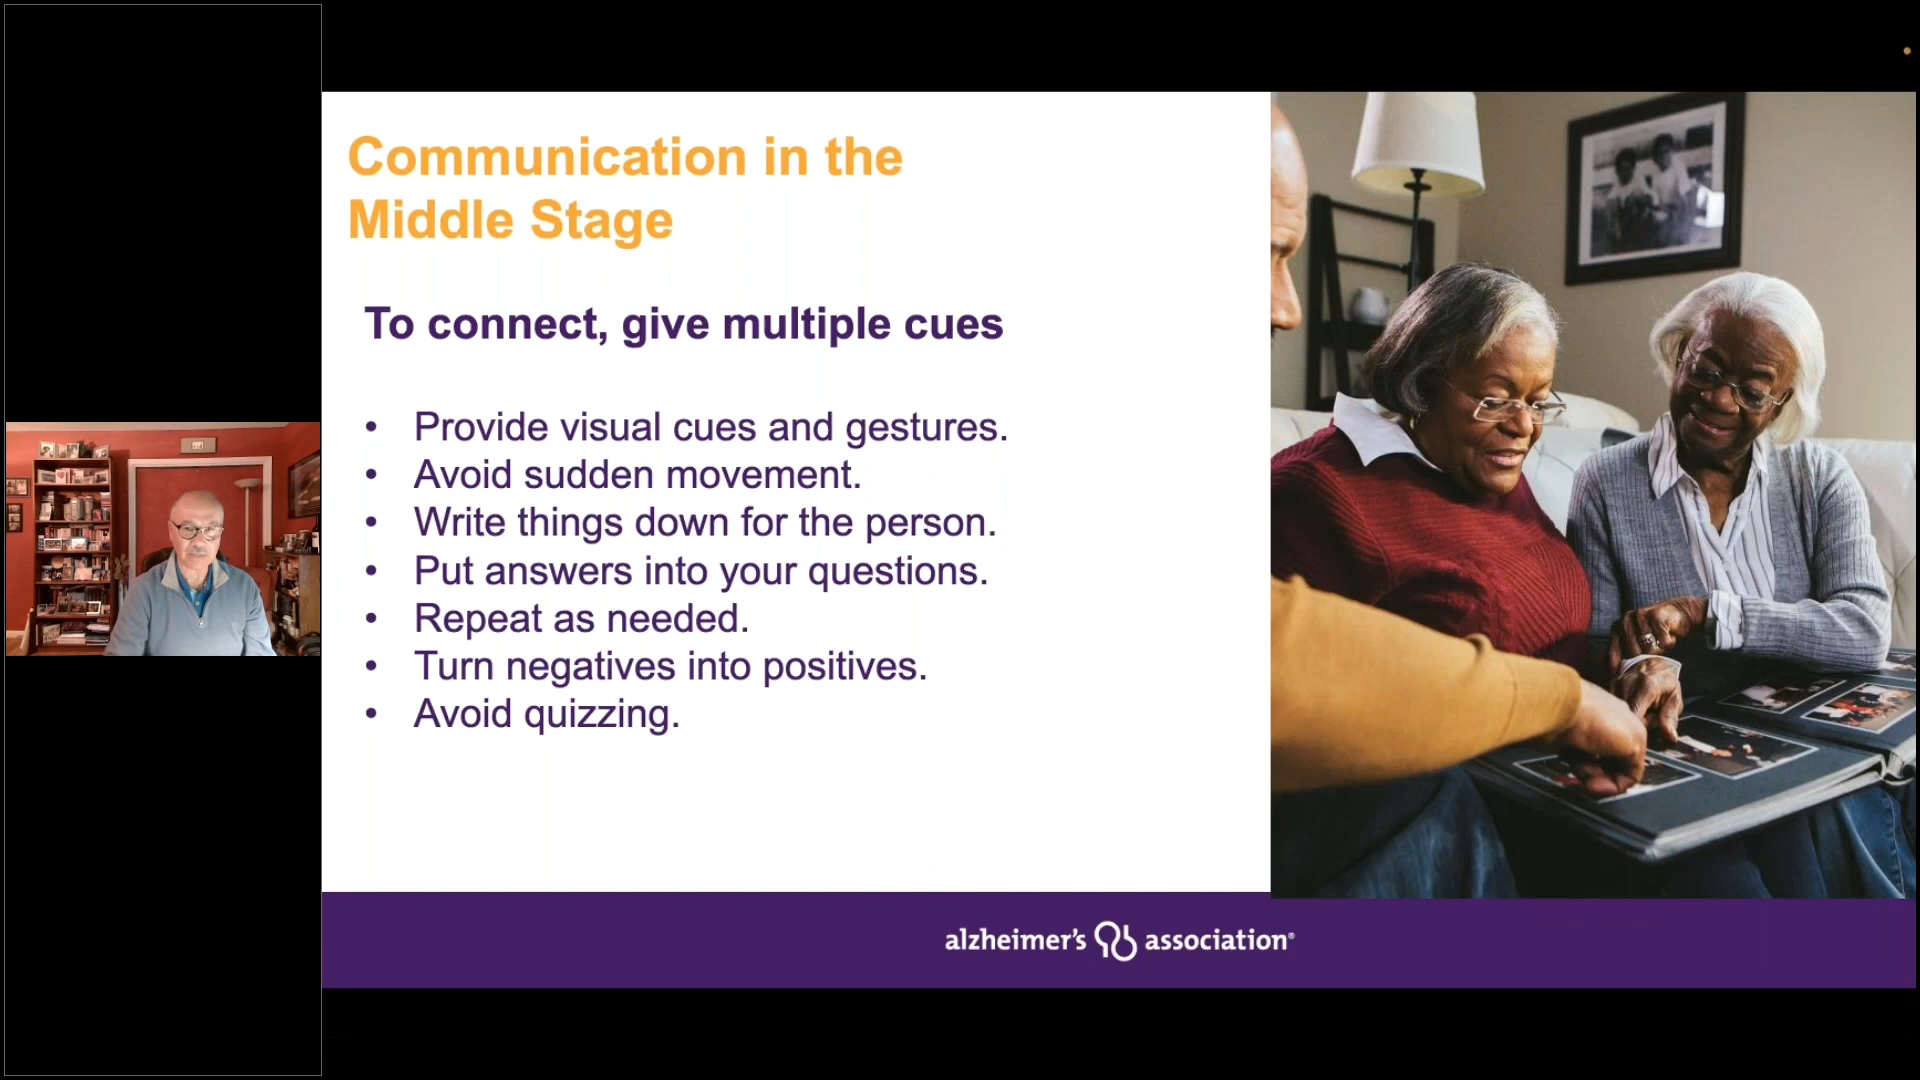 Communication in the
Middle Stage
To connect, give multiple cues
• Provide visual cues and gestures.
• Avoid sudden movement.
• Write things down for the person.
• Put answers into your questions.
• Repeat as needed.
• Turn negatives into positives.
• Avoid quizzing.
alzheimer's association®